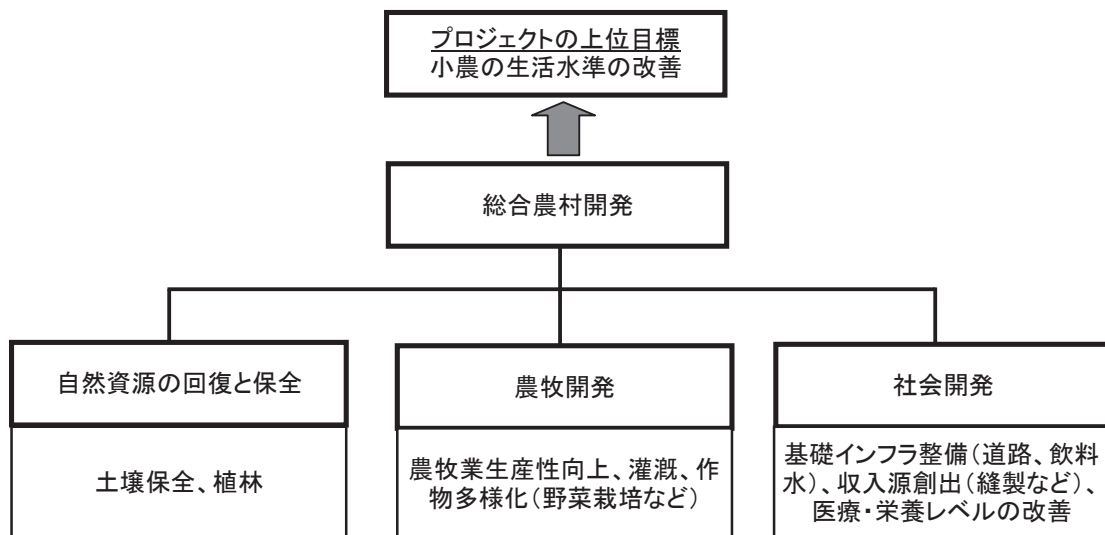 プロジェクトの上位目標
小農の生活水準の改善
総合農村開発
自然資源の回復と保全
農牧開発
社会開発
土壌保全、植林
農牧業生産性向上、灌漑、作
物多様化(野菜栽培など)
基礎インフラ整備(道路、飲料
水)、収入源創出(縫製など)、
医療・栄養レベルの改善